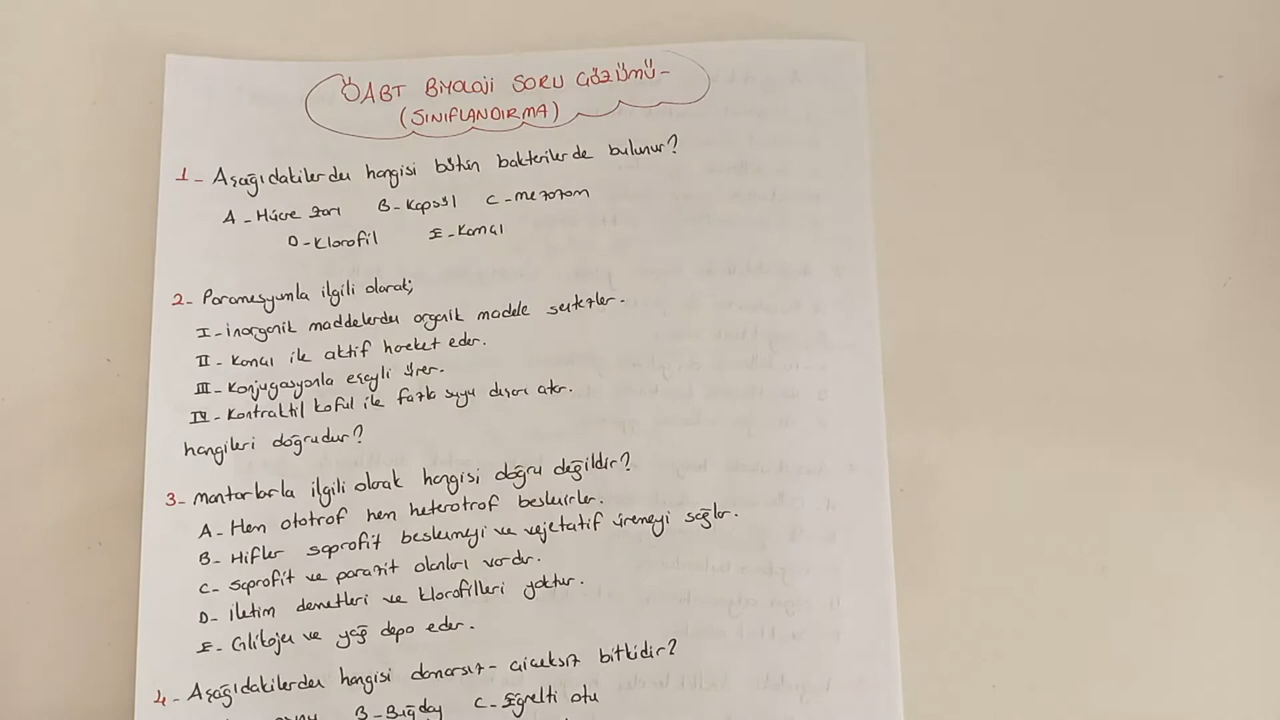 ÖABT BİYOLOJİ SORU ÇÖZÜMÜ-
(SINIFLANDIRMA)
1- Aşağıdakilerden hangisi bütün bakterilerde bulunur?
A - Hücre zarı B- Kapsül C- mezozom
D- Klorofil E- Kamçı
2- Paramesyumla ilgili olarak;
I- inorganik maddelerden organik madde sentezler.
II- Kamçı ile aktif hareket eder.
III- Konjugasyonla eşeyli ürer.
IV- Kontraktil koful ile fazla suyu dışarı atar.
hangileri doğrudur?
3- mantarlarla ilgili olarak hangisi doğru değildir?
A- Hem ototrof hem heterotrof beslenirler.
B- Hifler saprofit beslenmeyi ve vejetatif üremeyi sağlar.
C- Saprofit ve parazit olanları vardır.
D- İletim demetleri ve klorofilleri yoktur.
E- Glikojen ve yağ depo eder.
4- Aşağıdakilerden hangisi damarsız- çiçeksiz bitkidir?
B- Buğday C- Eğrelti otu